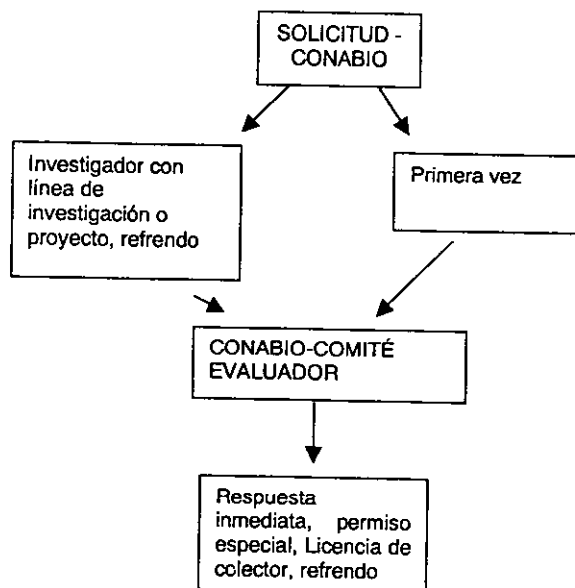 SOLICITUD -
CONABIO
Investigador con
línea de
investigación o
proyecto, refrendo
Primera vez
CONABIO-COMITÉ
EVALUADOR
Respuesta
inmediata, permiso
especial, Licencia de
colector, refrendo